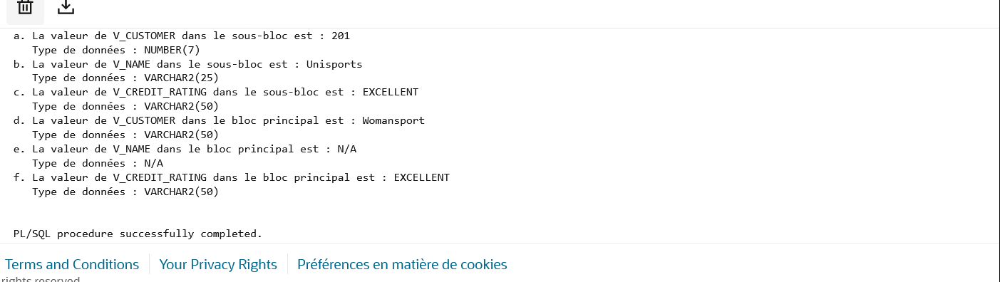 a. La valeur de V_CUSTOMER dans le sous-bloc est : 201
Type de données : NUMBER(7)
b. La valeur de V_NAME dans le sous-bloc est : Unisports
Type de données : VARCHAR2(25)
c. La valeur de V_CREDIT_RATING dans le sous-bloc est : EXCELLENT
Type de données : VARCHAR2(50)
d. La valeur de V_CUSTOMER dans le bloc principal est : Womansport
Type de données : VARCHAR2(50)
e. La valeur de V_NAME dans le bloc principal est : N/A
Type de données : N/A
f. La valeur de V_CREDIT_RATING dans le bloc principal est : EXCELLENT
Type de données : VARCHAR2(50)
PL/SQL procedure successfully completed.
Terms and Conditions Your Privacy Rights Préférences en matière de cookies
rights reserved